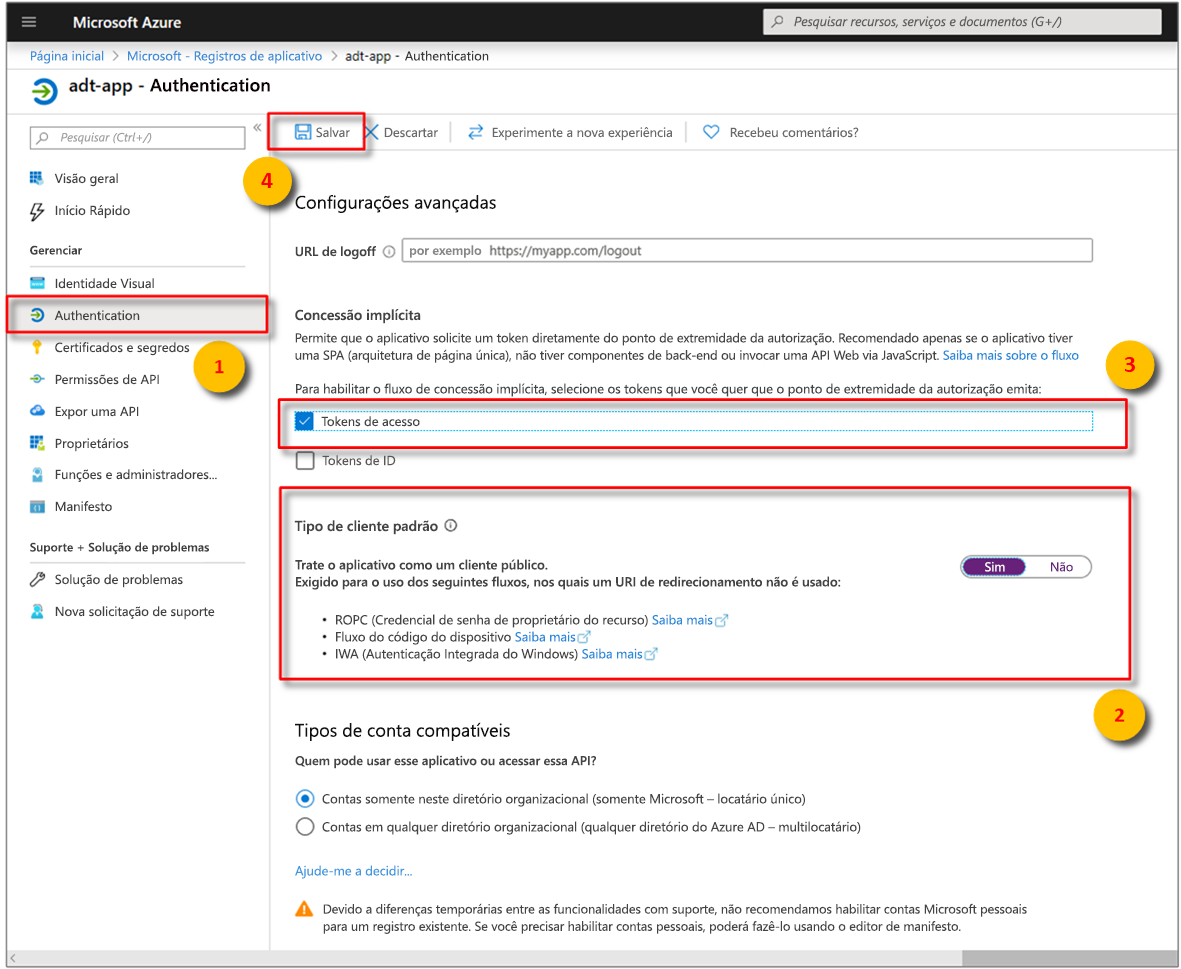 Microsoft Azure
Pesquisar recursos, serviços e documentos (G+/)
Página inicial > Microsoft - Registros de aplicativo > adt-app - Authentication
adt-app - Authentication
Pesquisar (Ctrl+/)
«
Salvar
Descartar
Experimente a nova experiência
Recebeu comentários?
4
Visão geral
Início Rápido
Gerenciar
Identidade Visual
Authentication
Certificados e segredos
1
Permissões de API
Expor uma API
Proprietários
Funções e administradores...
Manifesto
Suporte + Solução de problemas
Solução de problemas
Nova solicitação de suporte
Configurações avançadas
URL de logoff
por exemplo https://myapp.com/logout
Concessão implícita
Permite que o aplicativo solicite um token diretamente do ponto de extremidade da autorização. Recomendado apenas se o aplicativo tiver
uma SPA (arquitetura de página única), não tiver componentes de back-end ou invocar uma API Web via JavaScript. Saiba mais sobre o fluxo
3
Para habilitar o fluxo de concessão implícita, selecione os tokens que você quer que o ponto de extremidade da autorização emita:
Tokens de acesso
Tokens de ID
Tipo de cliente padrão
Trate o aplicativo como um cliente público.
Exigido para o uso dos seguintes fluxos, nos quais um URI de redirecionamento não é usado:
Sim
Não
• ROPC (Credencial de senha de proprietário do recurso) Saiba mais
• Fluxo do código do dispositivo Saiba mais
• IWA (Autenticação Integrada do Windows) Saiba mais
2
Tipos de conta compatíveis
Quem pode usar esse aplicativo ou acessar essa API?
Contas somente neste diretório organizacional (somente Microsoft – locatário único)
Contas em qualquer diretório organizacional (qualquer diretório do Azure AD – multilocatário)
Ajude-me a decidir...
Devido a diferenças temporárias entre as funcionalidades com suporte, não recomendamos habilitar contas Microsoft pessoais
para um registro existente. Se você precisar habilitar contas pessoais, poderá fazê-lo usando o editor de manifesto.